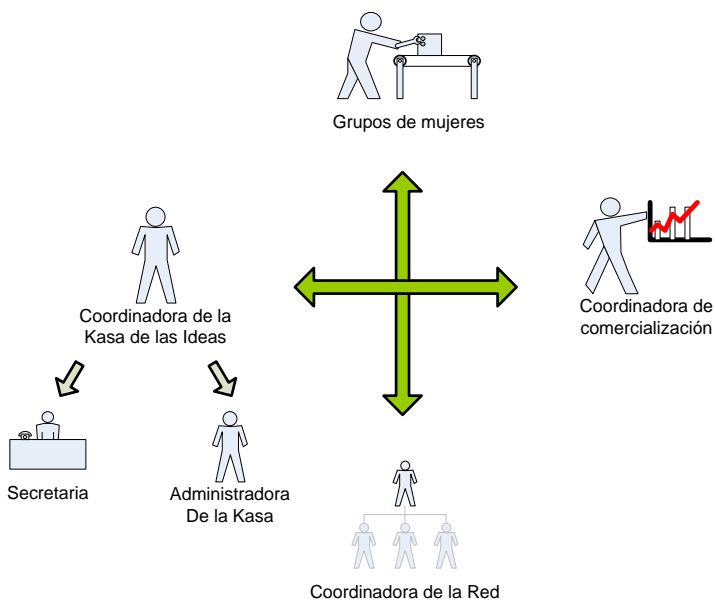 Grupos de mujeres
Coordinadora de la
Kasa de las Ideas
Coordinadora de
comercialización
Secretaria
Administradora
De la Kasa
Coordinadora de la Red